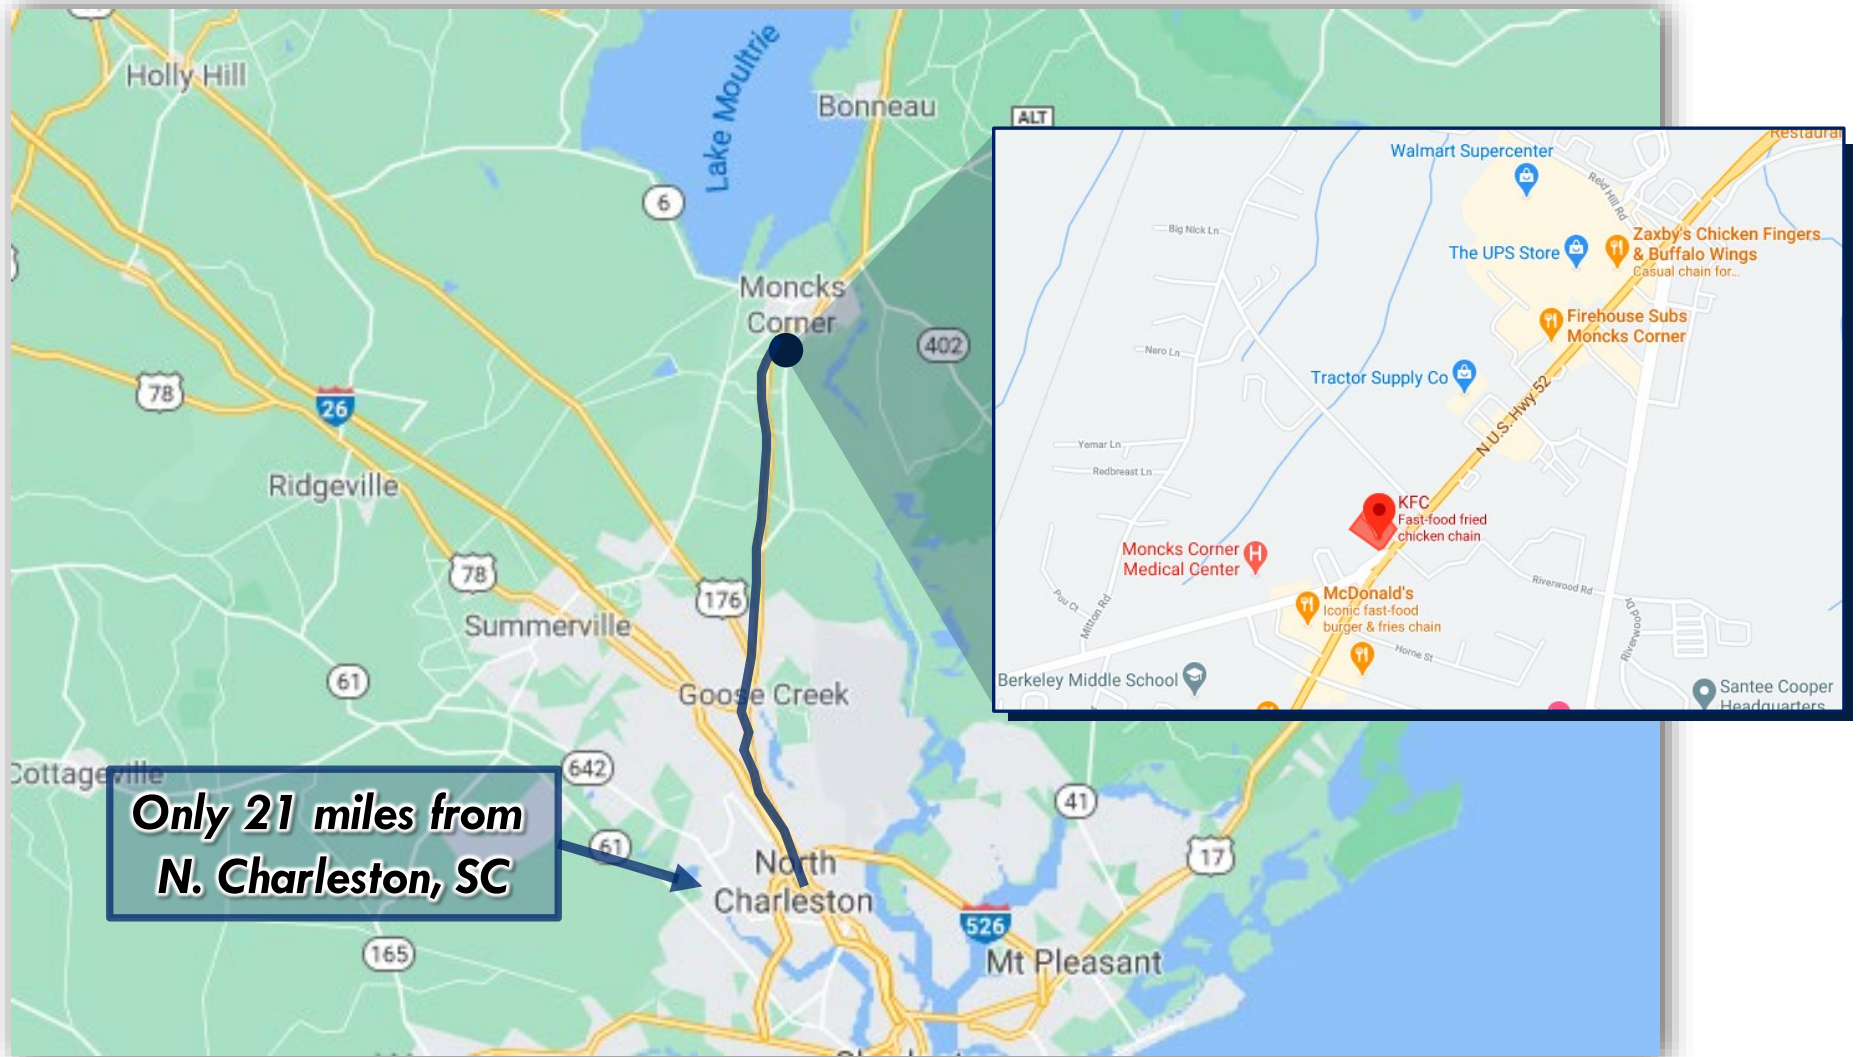 Holly Hill
Lake Moultrie
Bonneau
ALT
6
Moncks
Corner
402
78
26
Ridgeville
78
176
Summerville
61
Goose Creek
Cottageville
642
Only 21 miles from
N. Charleston, SC
61
North
Charleston
41
17
526
165
Mt Pleasant
Restaurar
Walmart Supercenter
Reid Hill Rd
Big Nick Ln
The UPS Store
Zaxby's Chicken Fingers
& Buffalo Wings
Casual chain for...
Firehouse Subs
Moncks Corner
Nero Ln
Tractor Supply Co
N U.S. Hwy 52
Yemar Ln
Redbreast Ln
KFC
Fast-food fried
chicken chain
Moncks Corner
Medical Center
H
McDonald's
Iconic fast-food
burger & fries chain
Riverwood Rd
Pou Ct
Mitton Rd
Horne St
Riverwood Dr
Berkeley Middle School
Santee Cooper
Headquarters